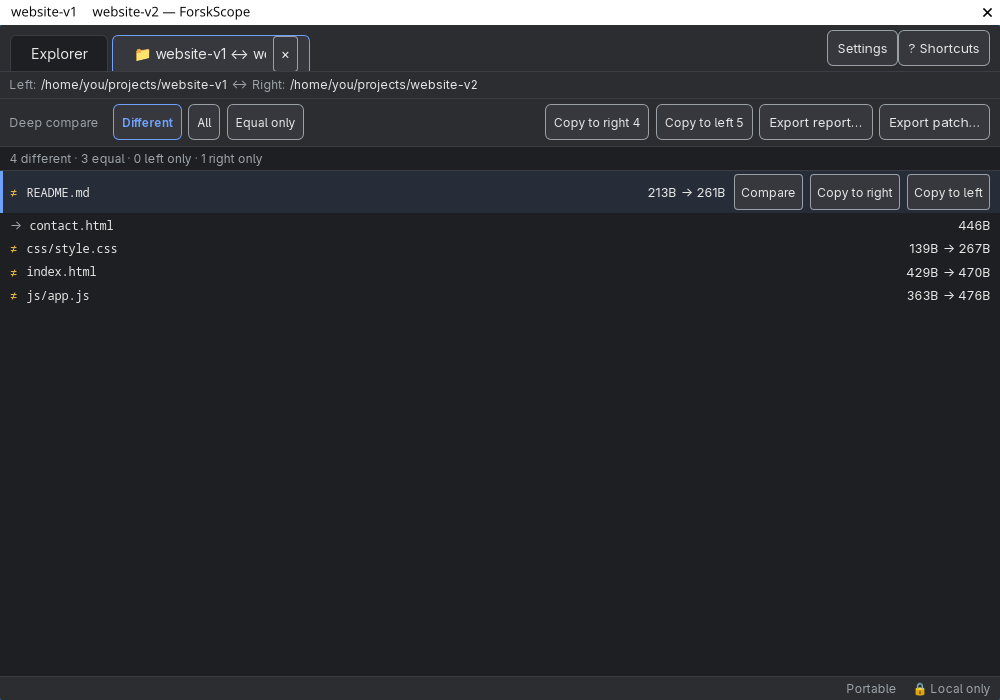 website-v1    website-v2 — ForskScope ✕
Explorer 📁 website-v1 ↔ we ×  Settings ? Shortcuts
Left: /home/you/projects/website-v1 ↔ Right: /home/you/projects/website-v2
Deep compare Different All Equal only Copy to right 4 Copy to left 5 Export report... Export patch...
4 different · 3 equal · 0 left only · 1 right only
≠ README.md 213B → 261B Compare Copy to right Copy to left
→ contact.html 446B
≠ css/style.css 139B → 267B
≠ index.html 429B → 470B
≠ js/app.js 363B → 476B
Portable 🔒 Local only